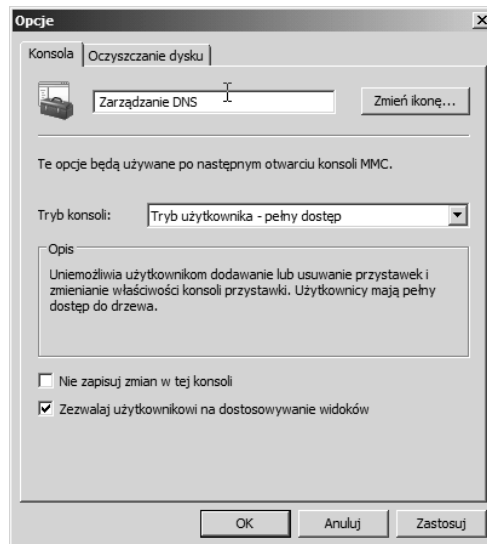 Opcje
Konsola
Oczyszczanie dysku
Zarządzanie DNS
Zmień ikonę...
Te opcje będą używane po następnym otwarciu konsoli MMC.
Tryb konsoli:
Tryb użytkownika - pełny dostęp
Opis
Uniemożliwia użytkownikom dodawanie lub usuwanie przystawek i
zmienianie właściwości konsoli przystawki. Użytkownicy mają pełny
dostęp do drzewa.
Nie zapisuj zmian w tej konsoli
Zezwalaj użytkownikowi na dostosowywanie widoków
OK
Anuluj
Zastosuj